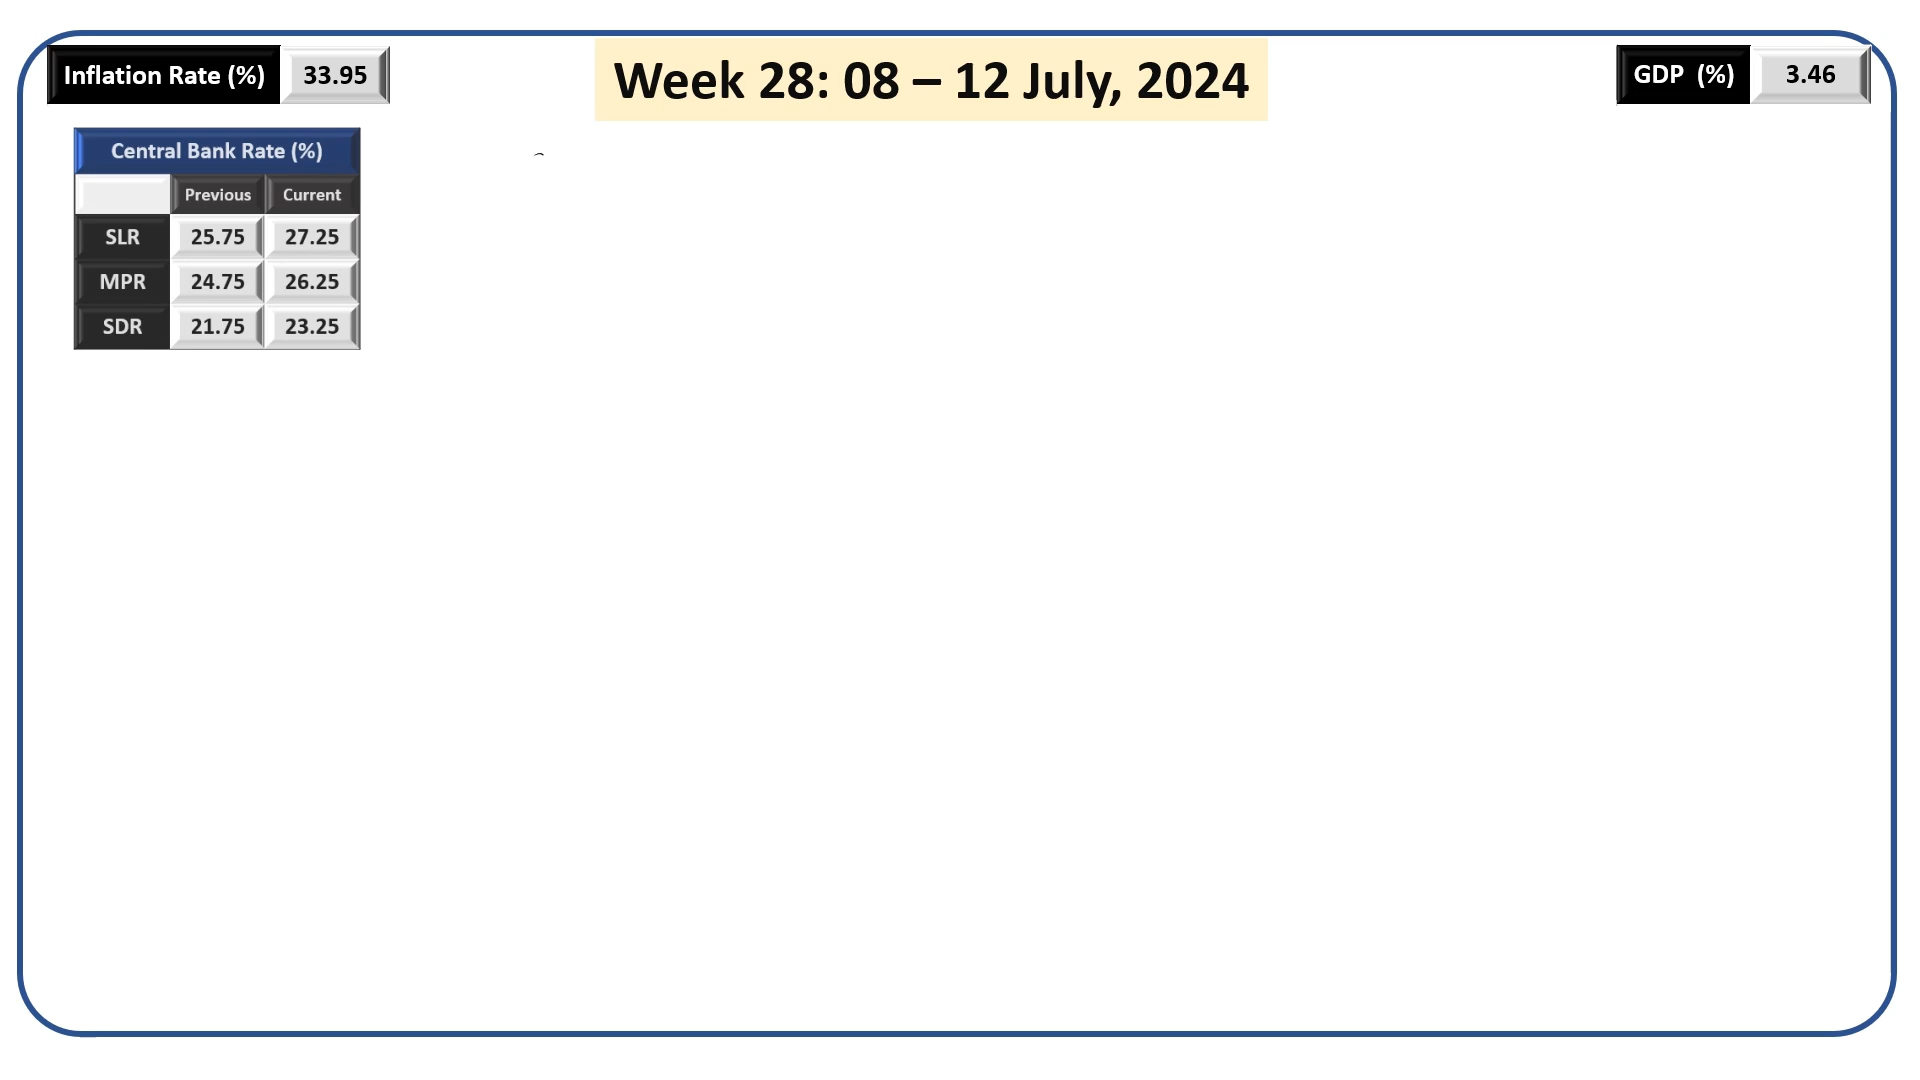 Inflation Rate (%) 33.95
Week 28: 08 – 12 July, 2024
GDP (%) 3.46
Central Bank Rate (%)
Previous Current
SLR 25.75 27.25
MPR 24.75 26.25
SDR 21.75 23.25